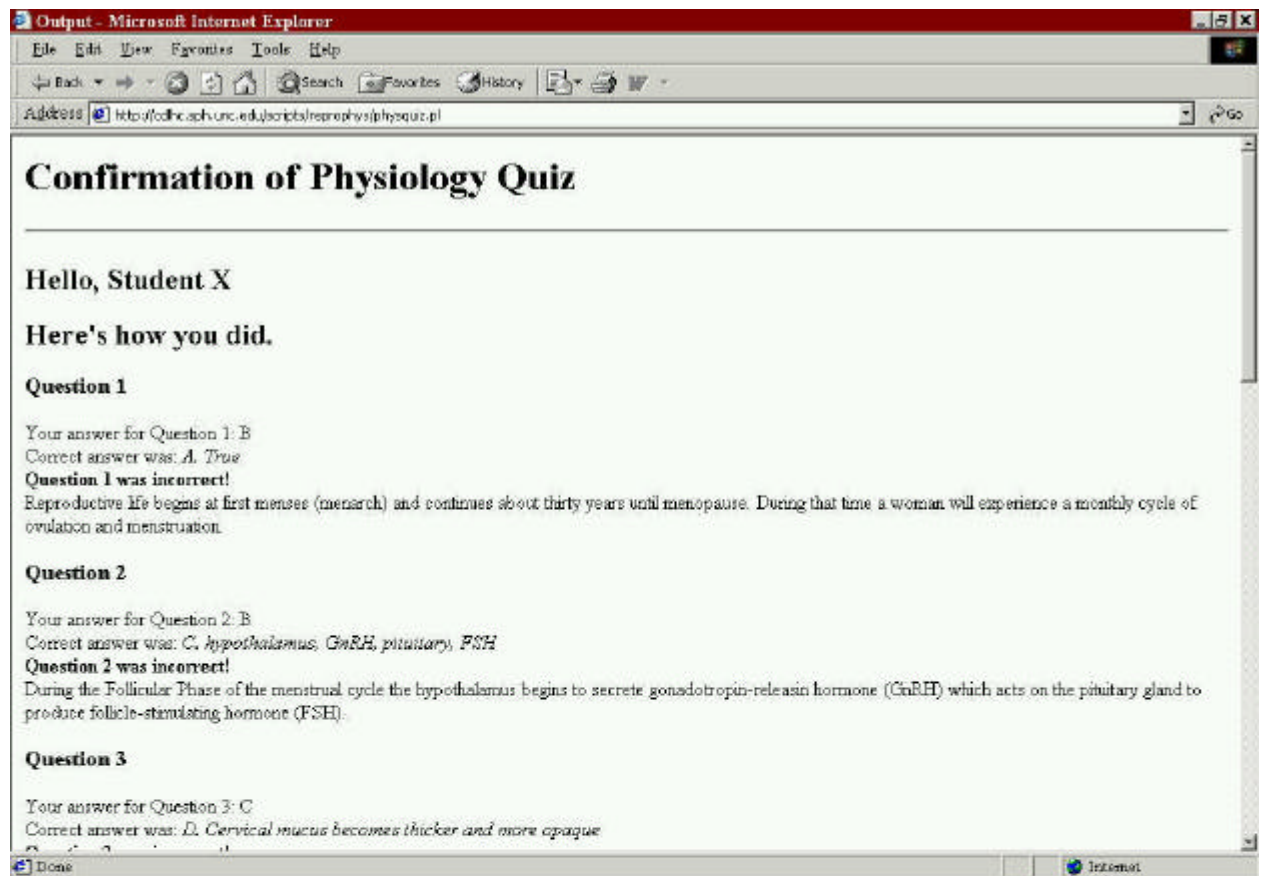 Output - Microsoft Internet Explorer
File Edit View Favorites Tools Help
Back Search Favorites History
Address http://cdlhc.sph.unc.edu/scripts/reprophys/physquiz.pl Go
Confirmation of Physiology Quiz
Hello, Student X
Here's how you did.
Question 1
Your answer for Question 1: B
Correct answer was: A. True
Question 1 was incorrect!
Reproductive life begins at first menses (menarch) and continues about thirty years until menopause. During that time a woman will experience a monthly cycle of
ovulation and menstruation.
Question 2
Your answer for Question 2: B
Correct answer was: C. hypothalamus, GnRH, pituitary, FSH
Question 2 was incorrect!
During the Follicular Phase of the menstrual cycle the hypothalamus begins to secrete gonadotropin-releasin hormone (GnRH) which acts on the pituitary gland to
produce follicle-stimulating hormone (FSH).
Question 3
Your answer for Question 3: C
Correct answer was: D. Cervical mucus becomes thicker and more opaque
Done Internet